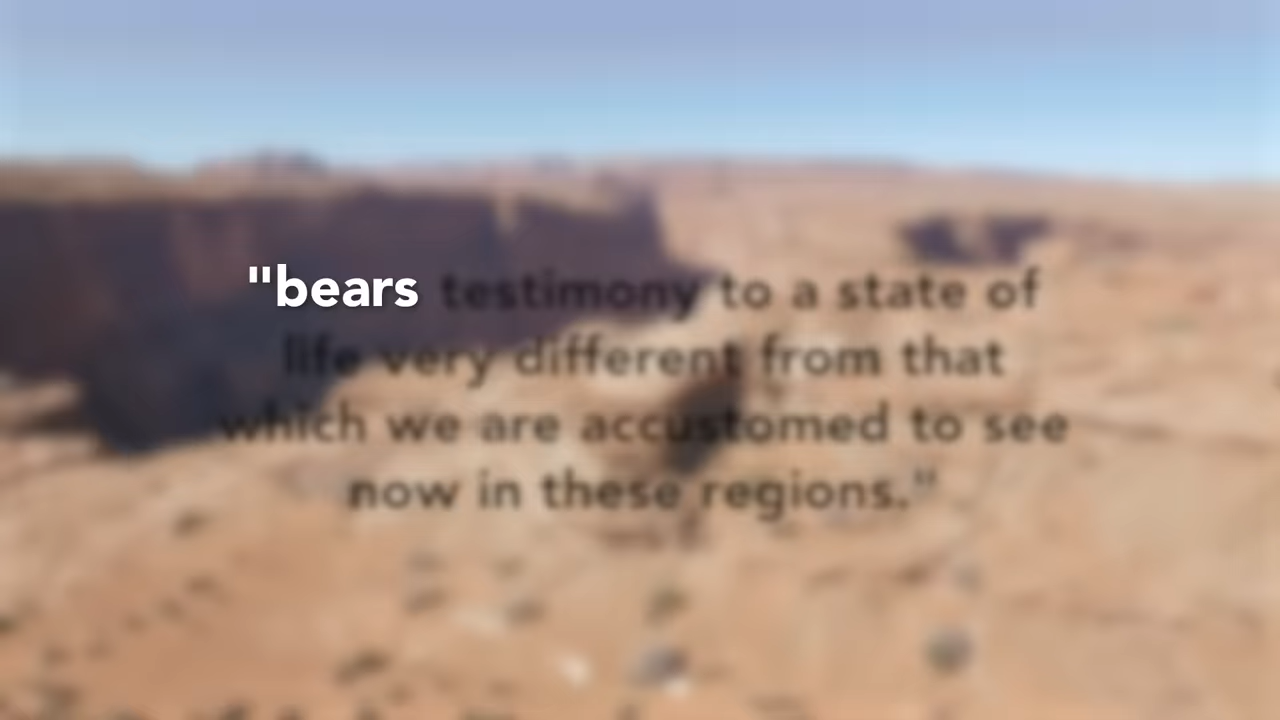 "bears testimony to a state of
life very different from that
which we are accustomed to see
now in these regions."